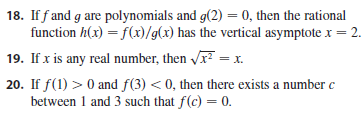 18. If f and g are polynomials and g(2) = 0, then the rational
function h(x) = f(x)/g(x) has the vertical asymptote x = 2.
19. If x is any real number, then √x² = x.
20. If f(1) > 0 and f(3) < 0, then there exists a number c
between 1 and 3 such that f(c) = 0.